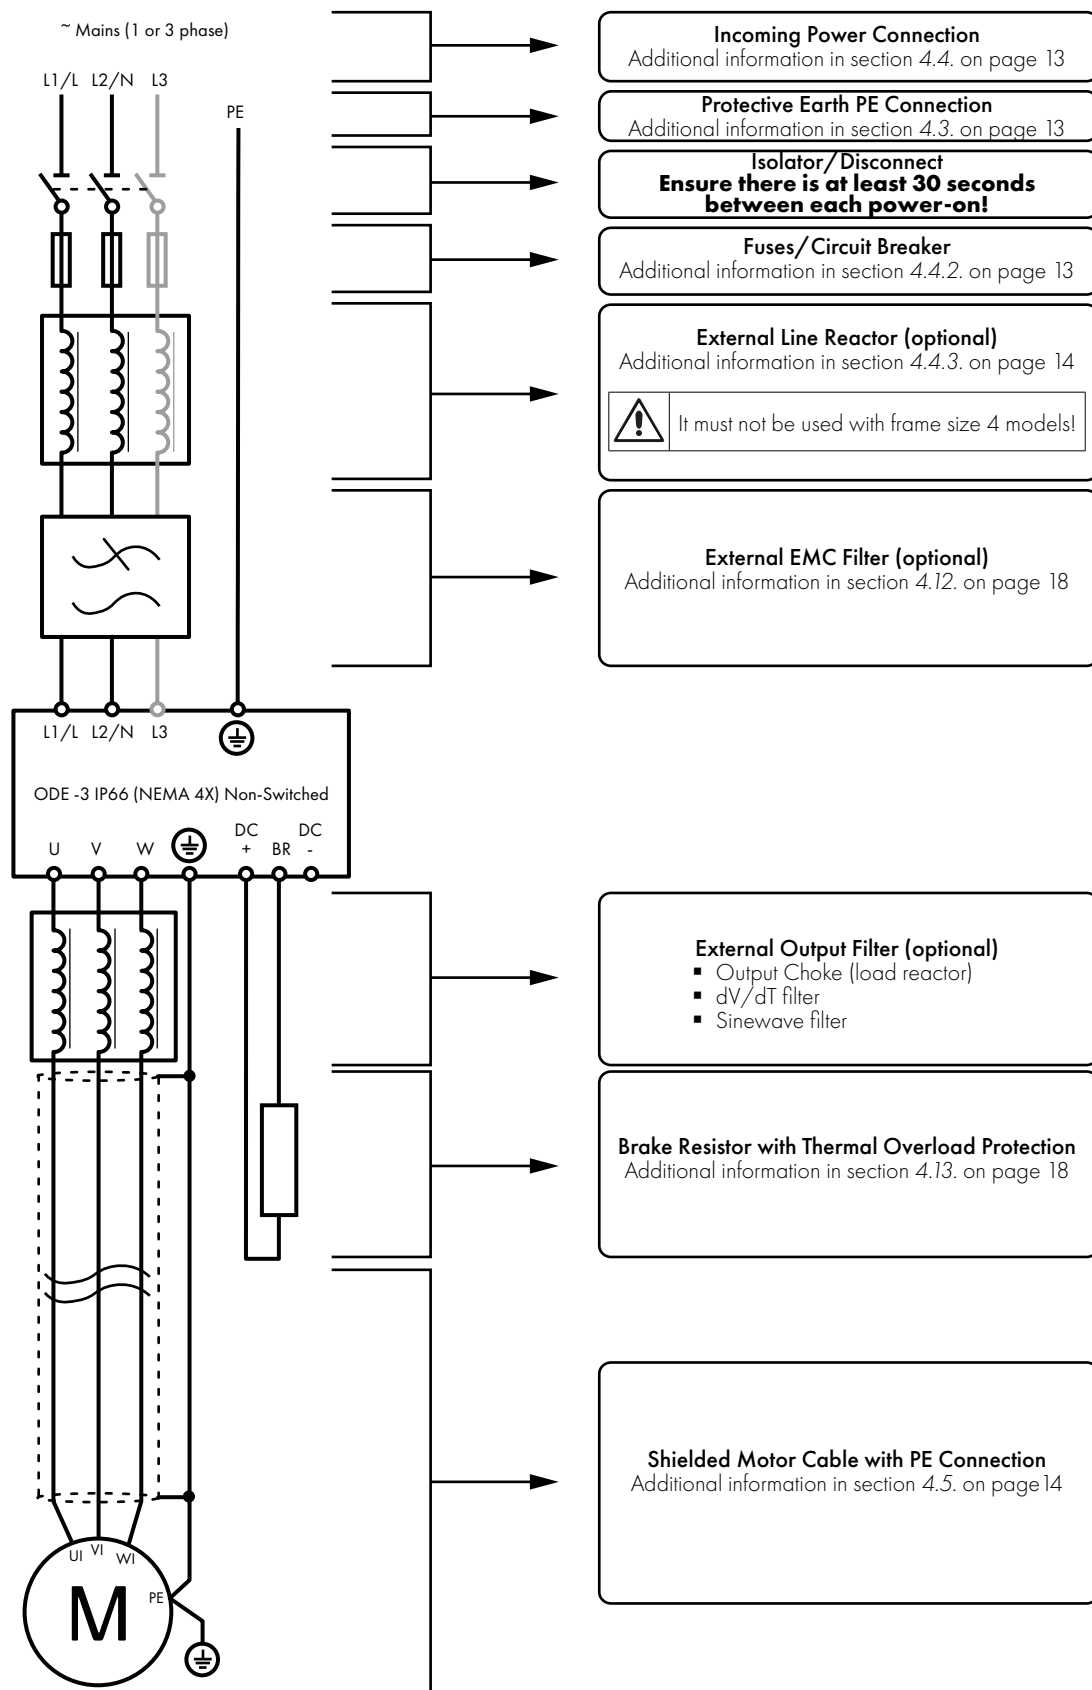 ~ Mains (1 or 3 phase)
L1/L L2/N L3
PE
Incoming Power Connection
Additional information in section 4.4. on page 13
Protective Earth PE Connection
Additional information in section 4.3. on page 13
Isolator/Disconnect
Ensure there is at least 30 seconds
between each power-on!
Fuses/Circuit Breaker
Additional information in section 4.4.2. on page 13
External Line Reactor (optional)
Additional information in section 4.4.3. on page 14
It must not be used with frame size 4 models!
External EMC Filter (optional)
Additional information in section 4.12. on page 18
L1/L L2/N L3
ODE -3 IP66 (NEMA 4X) Non-Switched
U V W DC + BR DC -
External Output Filter (optional)
▪ Output Choke (load reactor)
▪ dV/dT filter
▪ Sinewave filter
Brake Resistor with Thermal Overload Protection
Additional information in section 4.13. on page 18
Shielded Motor Cable with PE Connection
Additional information in section 4.5. on page14
UI VI WI
PE
M